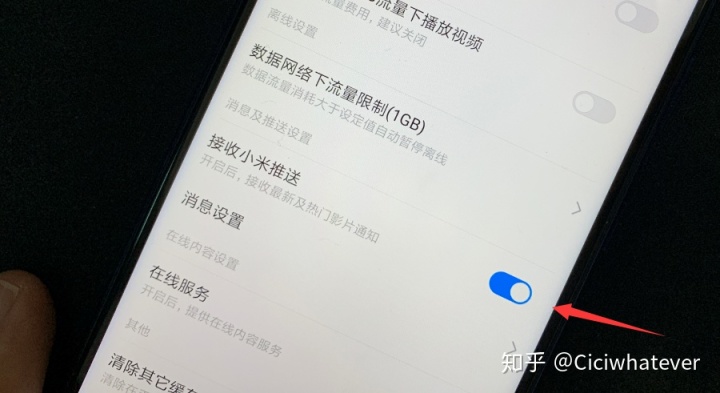 流量下播放视频
流量费用，建议关闭
离线设置
数据网络下流量限制(1GB)
数据流量消耗大于设定值自动暂停离线
消息及推送设置
接收小米推送
开启后，接收最新及热门影片通知
消息设置
在线内容设置
在线服务
开启后，提供在线内容服务
其他
清除其它缓存
清除在
知乎 @Ciciwhatever